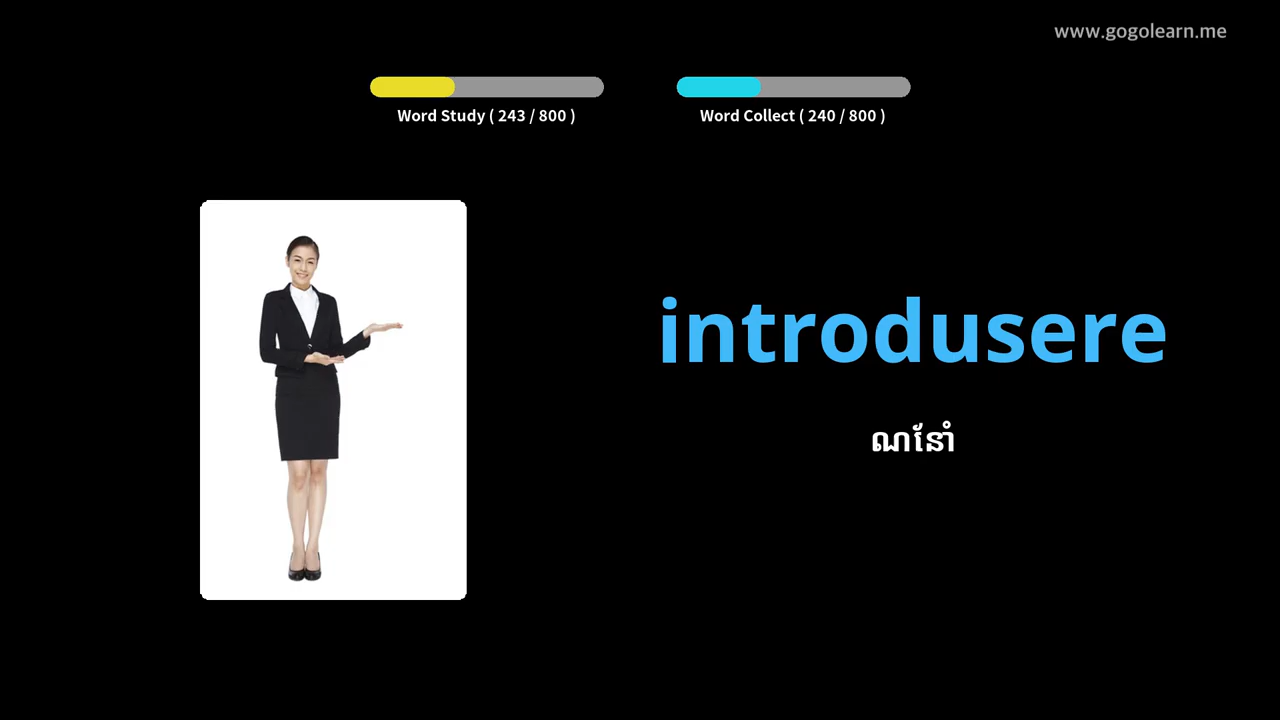 www.gogolearn.me
Word Study ( 243 / 800 )
Word Collect ( 240 / 800 )
introdusere
ណែនាំ